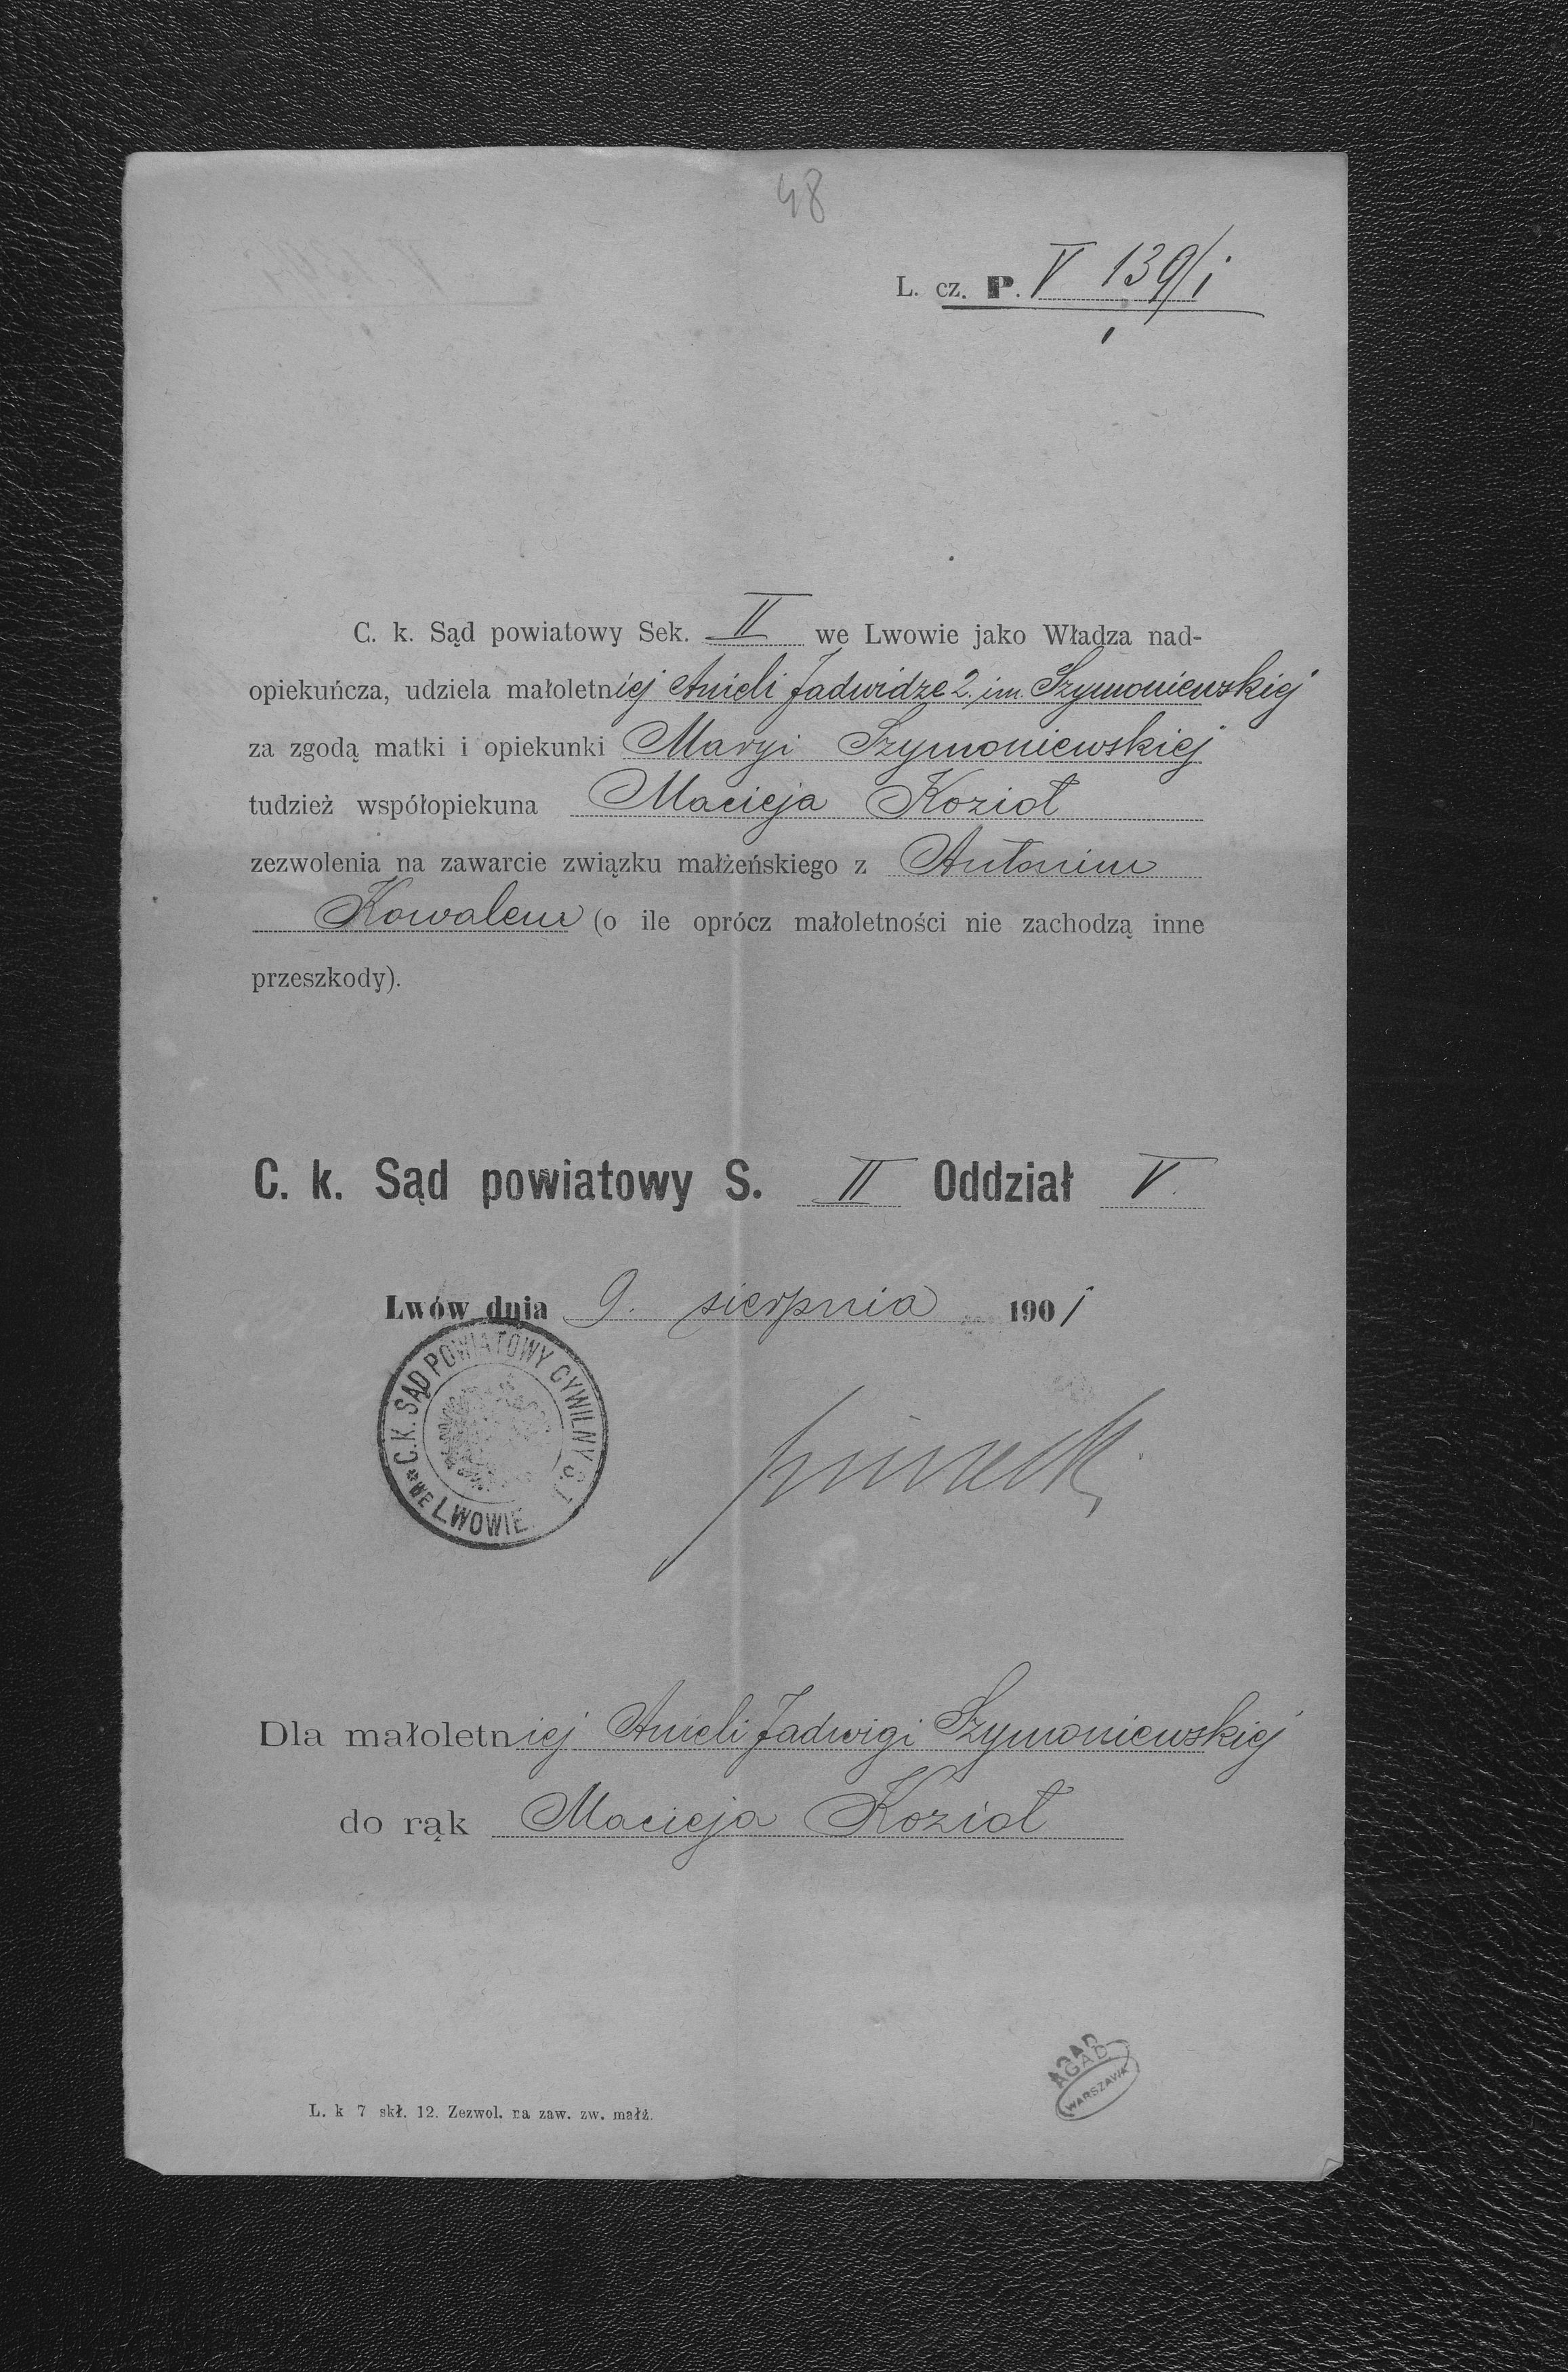 48
L. cz. P. V 139/1
1
C. k. Sąd powiatowy Sek. II we Lwowie jako Władza nad-
opiekuńcza, udziela małoletniej Anieli Jadwidze 2. im. Szymoniewskiej
za zgodą matki i opiekunki Maryi Szymoniewskiej
tudzież współopiekuna Macieja Kozioł
zezwolenia na zawarcie związku małżeńskiego z Antonim
Kowalem (o ile oprócz małoletności nie zachodzą inne
przeszkody).
C. k. Sąd powiatowy S. II Oddział V.
Lwów dnia 9. sierpnia 1901
* C. K. SĄD POWIATOWY CYWILNY S. I. WE LWOWIE
Dla małoletniej Anieli Jadwigi Szymoniewskiej
do rąk Macieja Kozioł
AGAD
AGAD
WARSZAWA
L. k 7 skł. 12. Zezwol. na zaw. zw. małż.